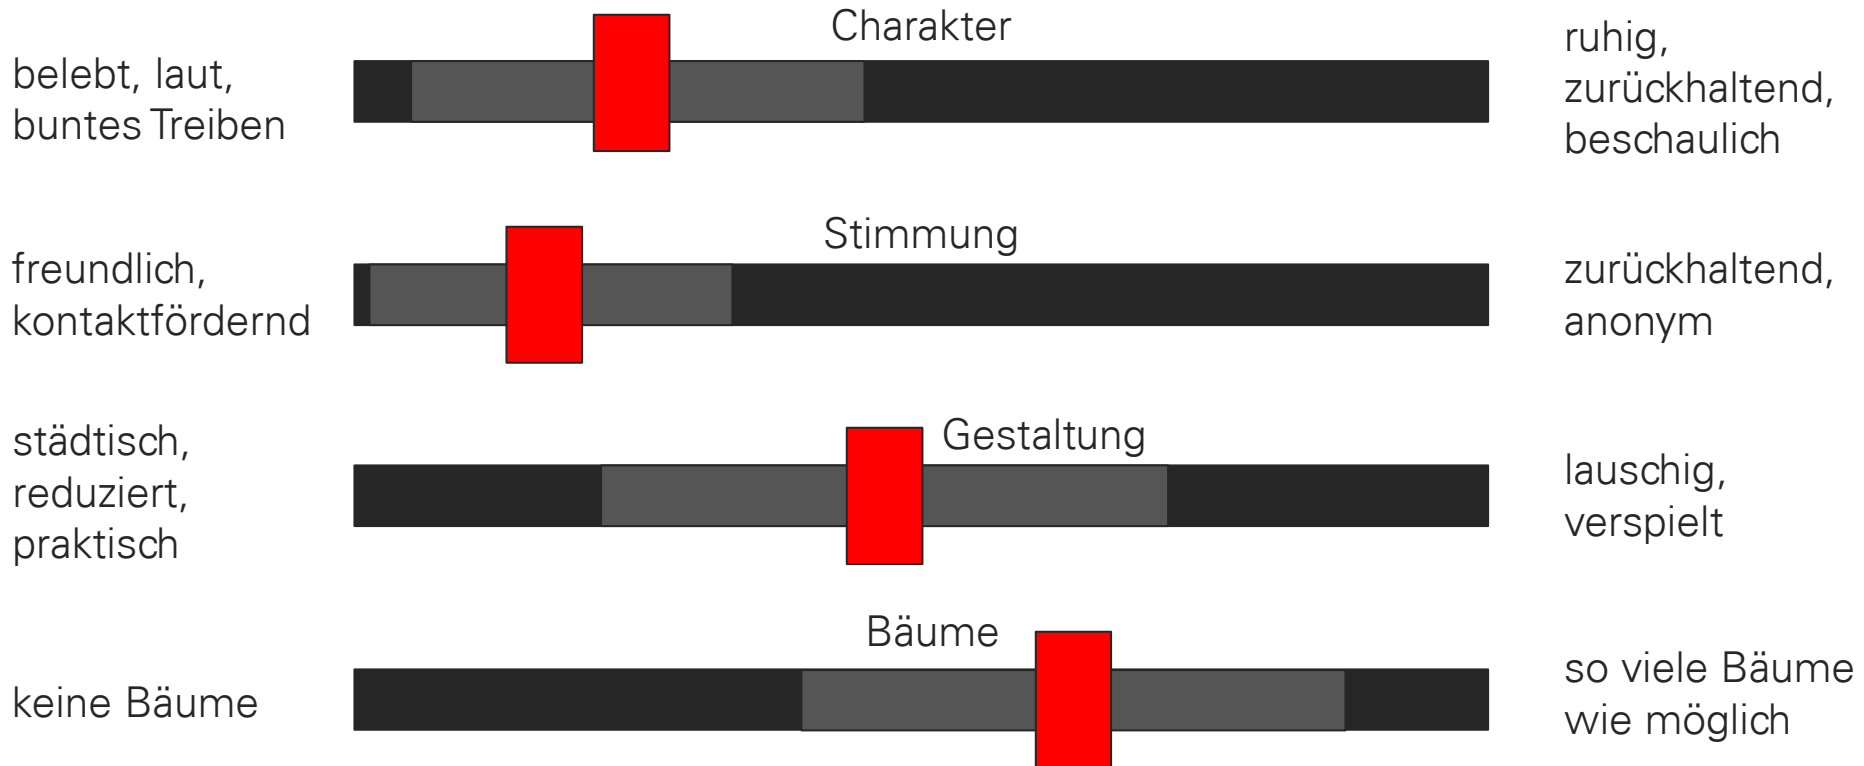 Charakter
belebt, laut,
buntes Treiben
ruhig,
zurückhaltend,
beschaulich
Stimmung
freundlich,
kontaktfördernd
zurückhaltend,
anonym
Gestaltung
städtisch,
reduziert,
praktisch
lauschig,
verspielt
Bäume
keine Bäume
so viele Bäume
wie möglich